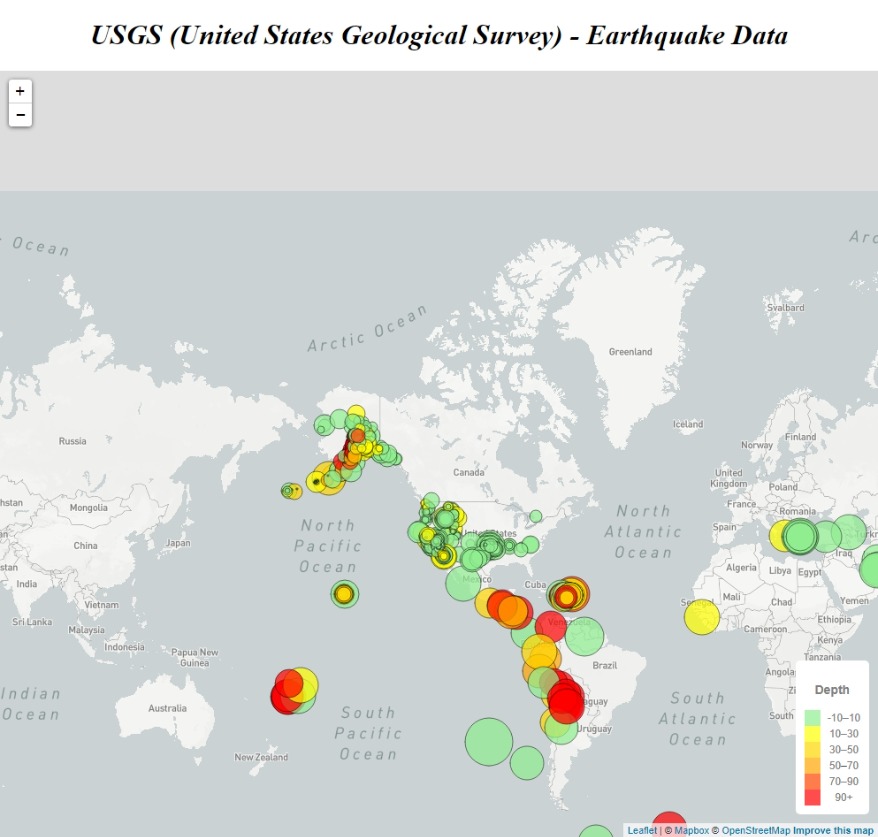 USGS (United States Geological Survey) - Earthquake Data
+
−
Ocean
Arctic Ocean
Svalbard
Greenland
Iceland
Russia
Finland
Norway
Canada
United
Kingdom
Poland
France
Romania
Spain
Mongolia
China
Japan
North
Pacific
Ocean
North
Atlantic
Ocean
Iraq
Algeria
Libya
Egypt
India
Mexico
Cuba
Mali
Chad
Yemen
Vietnam
Sri Lanka
Malaysia
Venezuela
Cameroon
Ethiopia
Kenya
Indonesia
Papua New
Guinea
Brazil
Tanzania
Angola
Indian
Ocean
Australia
South
Pacific
Ocean
South
Atlantic
Ocean
Uruguay
New Zealand
South
Depth
-10–10
10–30
30–50
50–70
70–90
90+
Leaflet | © Mapbox © OpenStreetMap Improve this map